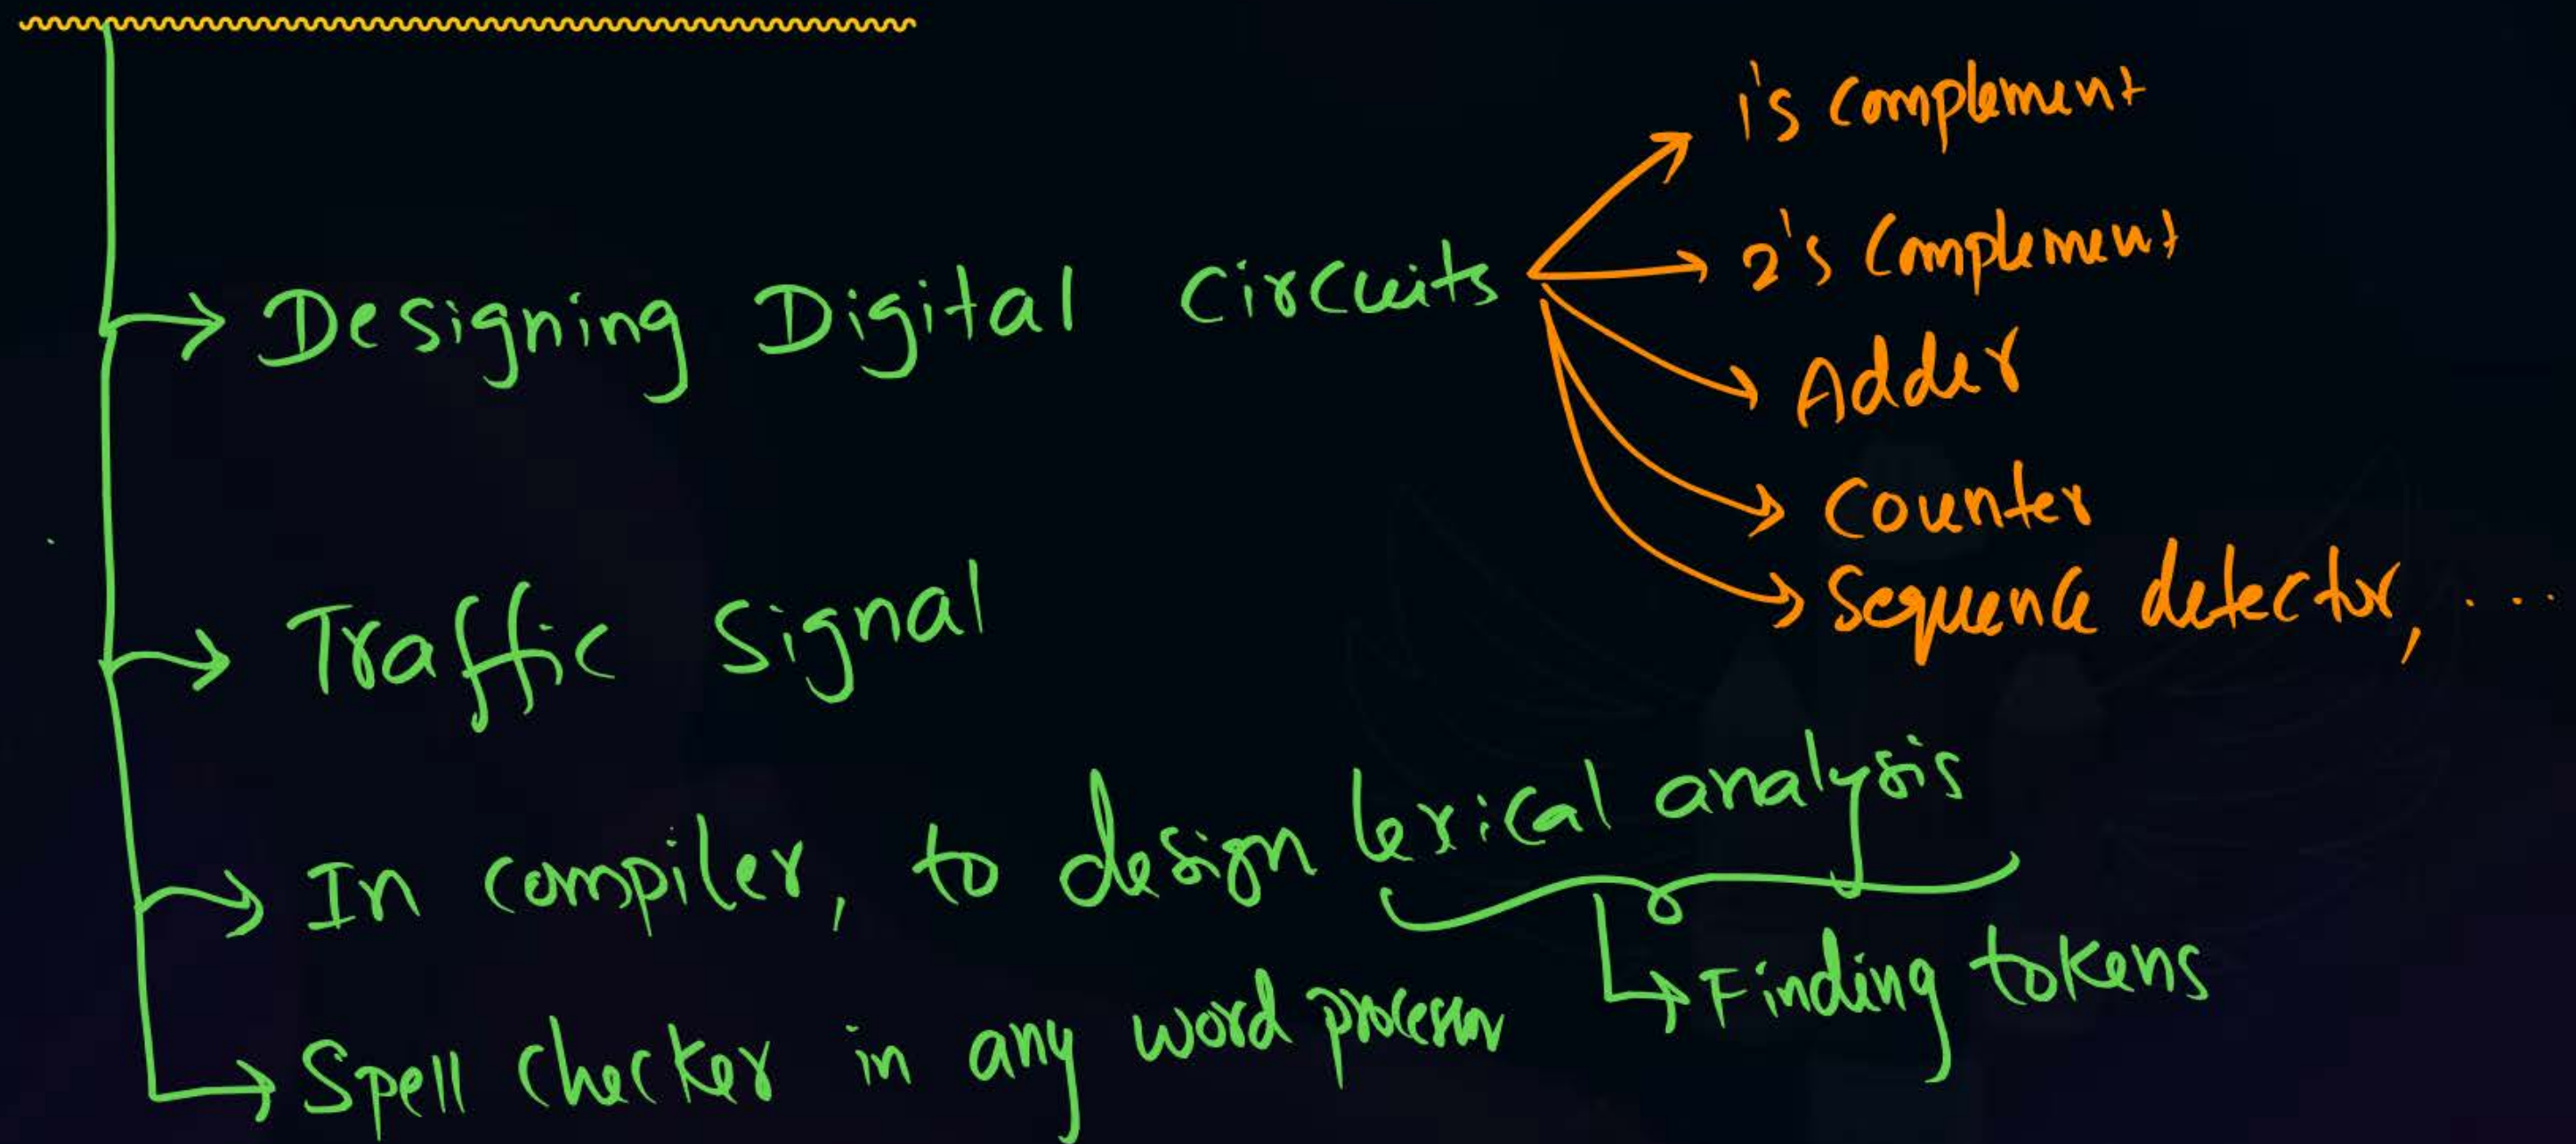 1's complement
2's Complement
Designing Digital Circuits
Adder
Counter
Sequence detector, ...
Traffic Signal
In compiler, to design lexical analysis
Finding tokens
Spell checker in any word processor